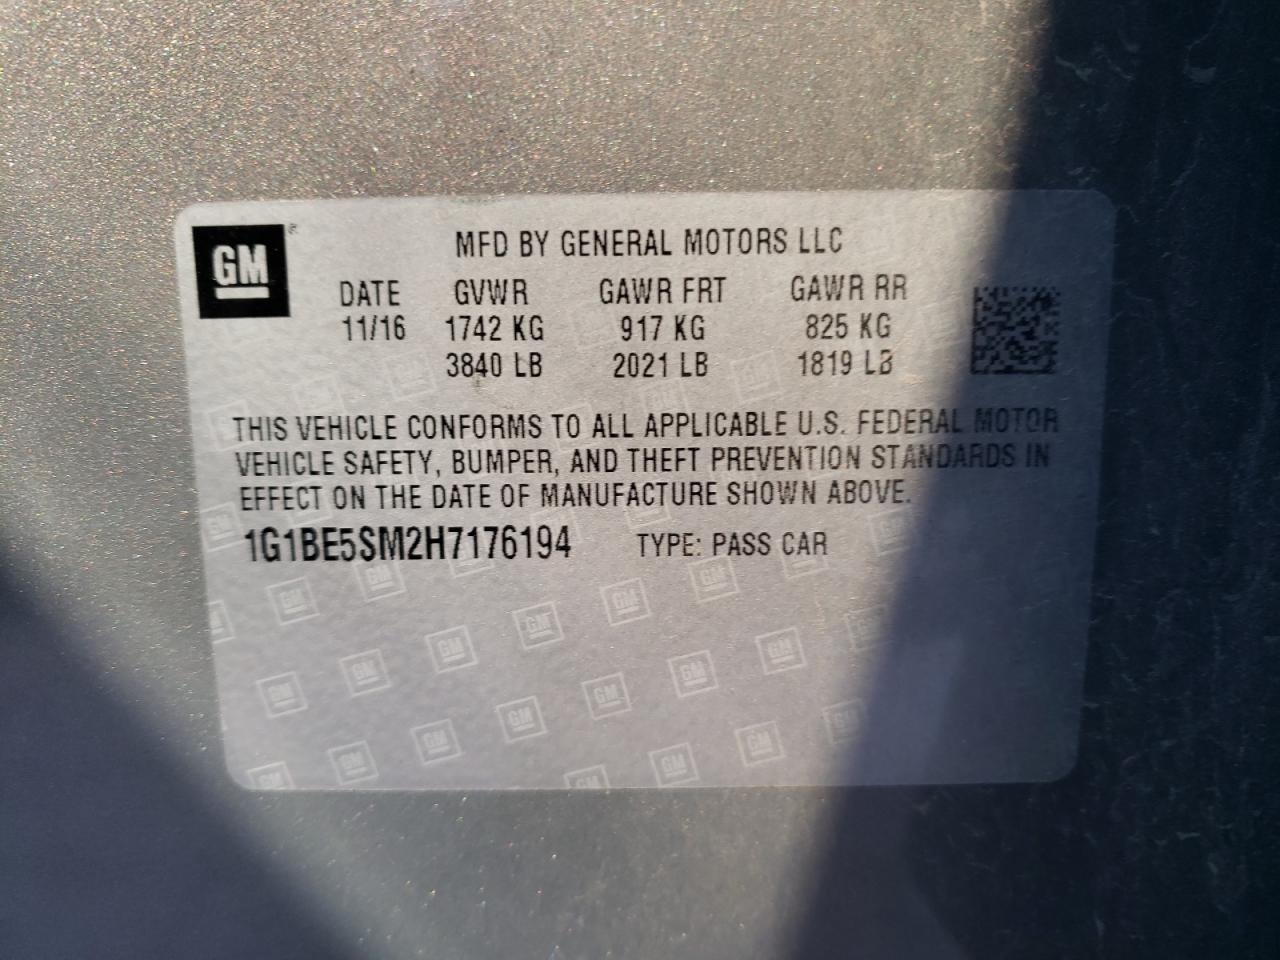 GM
MFD BY GENERAL MOTORS LLC
DATE GVWR GAWR FRT GAWR RR
11/16 1742 KG 917 KG 825 KG
3840 LB 2021 LB 1819 LB
THIS VEHICLE CONFORMS TO ALL APPLICABLE U.S. FEDERAL MOTOR
VEHICLE SAFETY, BUMPER, AND THEFT PREVENTION STANDARDS IN
EFFECT ON THE DATE OF MANUFACTURE SHOWN ABOVE.
1G1BE5SM2H7176194 TYPE: PASS CAR